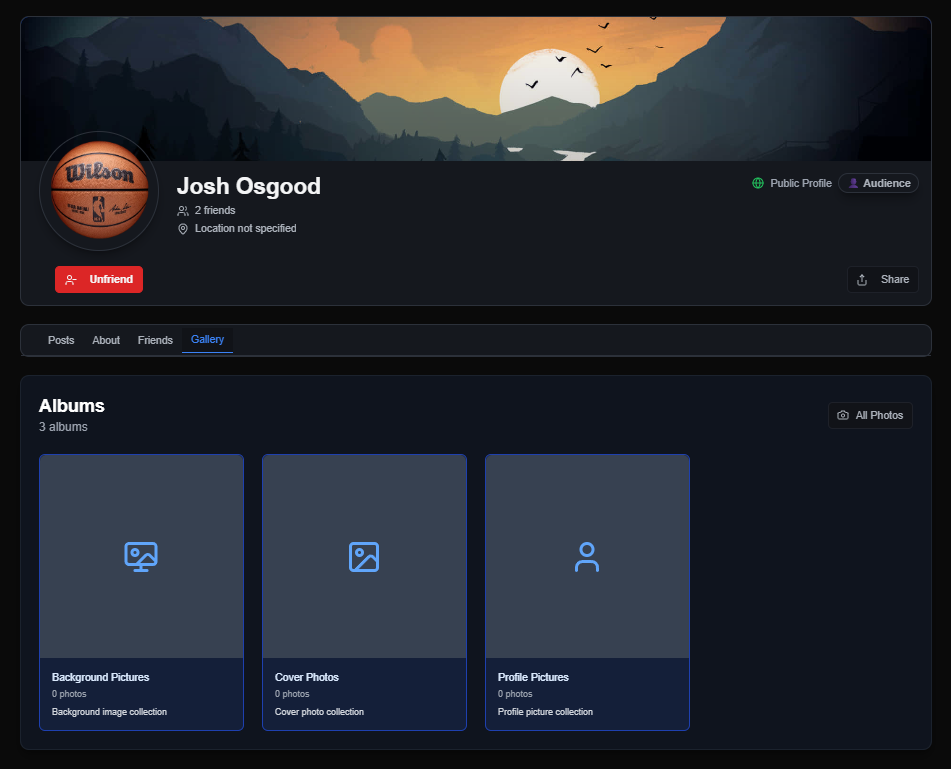 Wilson
Josh Osgood
Public Profile
Audience
2 friends
Location not specified
Unfriend
Share
Posts
About
Friends
Gallery
Albums
3 albums
All Photos
Background Pictures
0 photos
Background image collection
Cover Photos
0 photos
Cover photo collection
Profile Pictures
0 photos
Profile picture collection